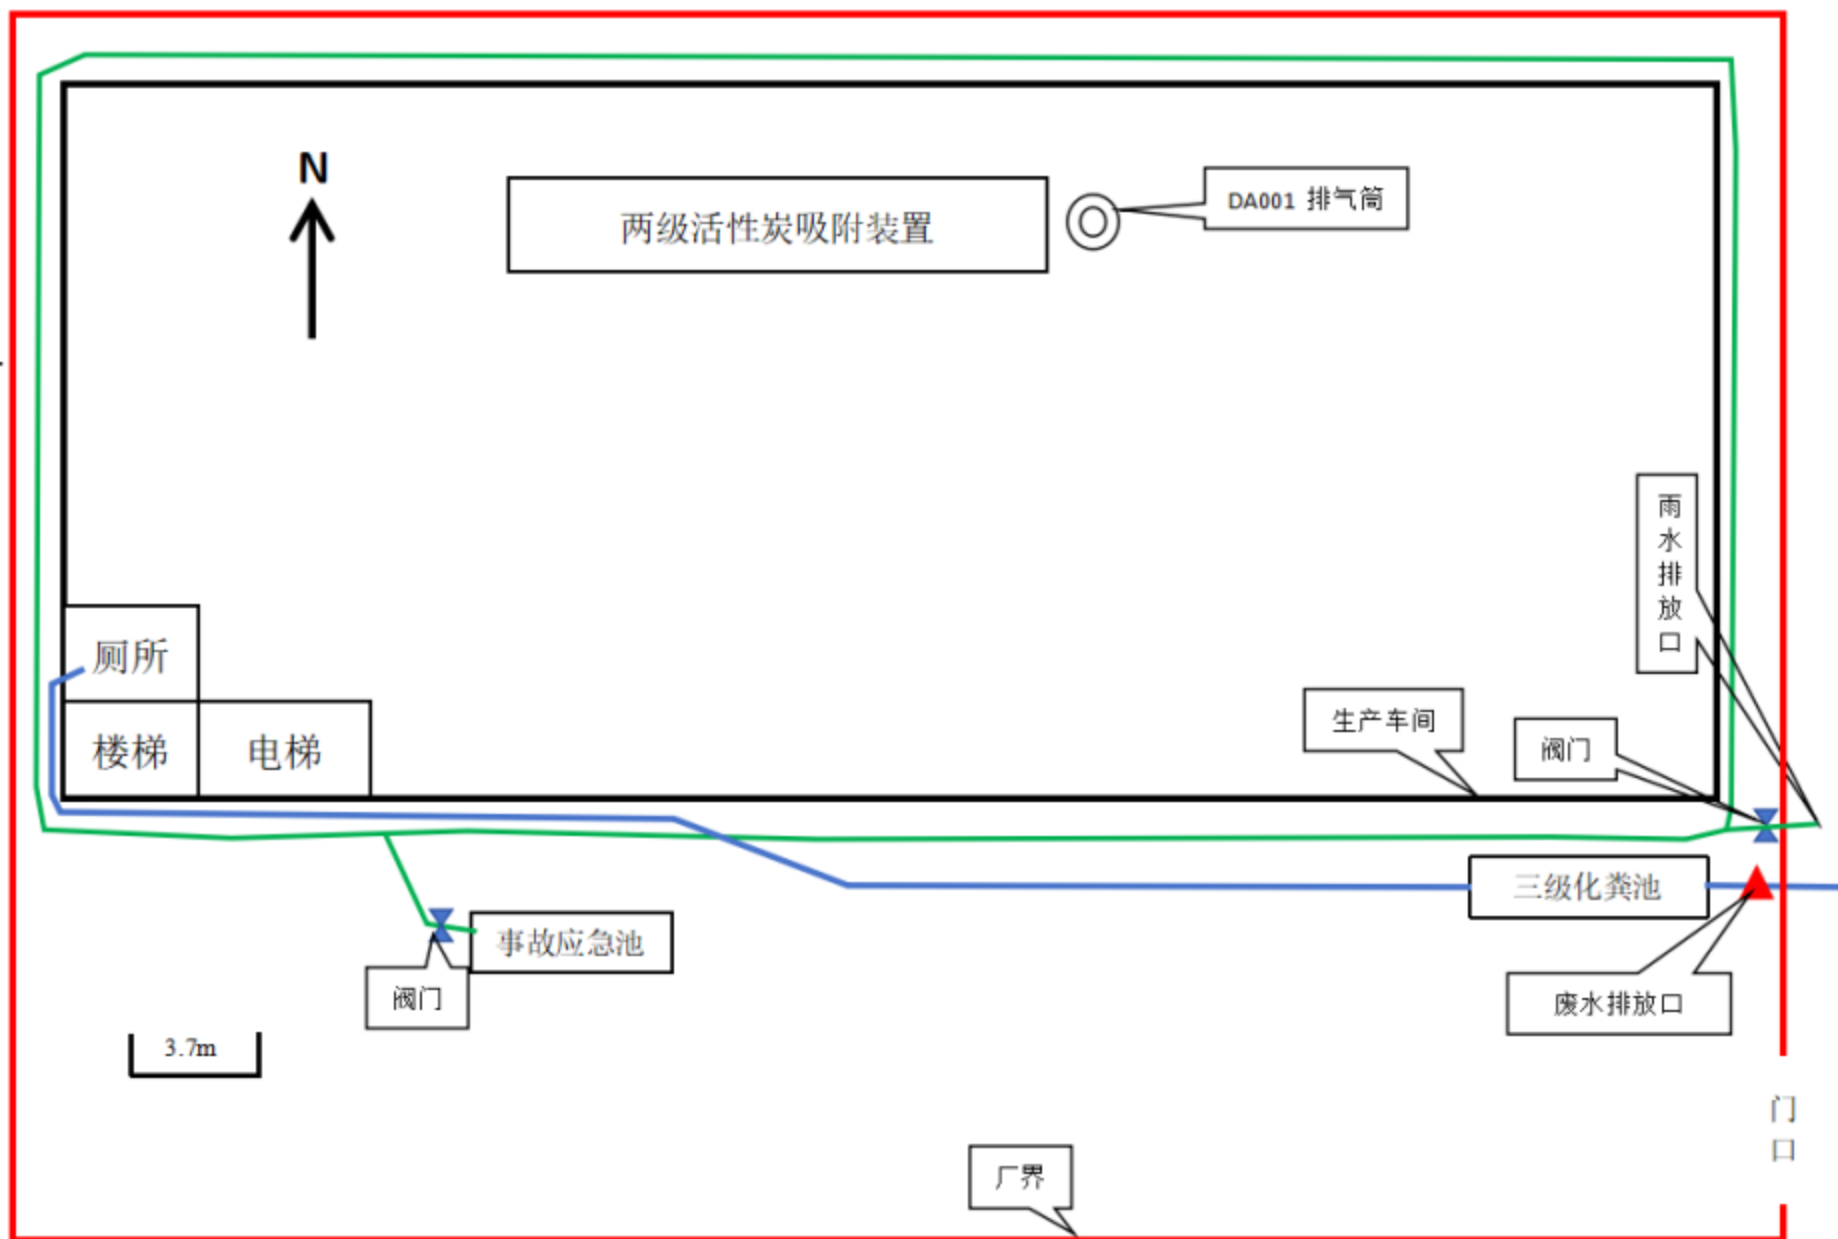 N
两级活性炭吸附装置
DA001 排气筒
雨水排放口
厕所
楼梯
电梯
生产车间
阀门
三级化粪池
事故应急池
阀门
废水排放口
3.7m
门口
厂界